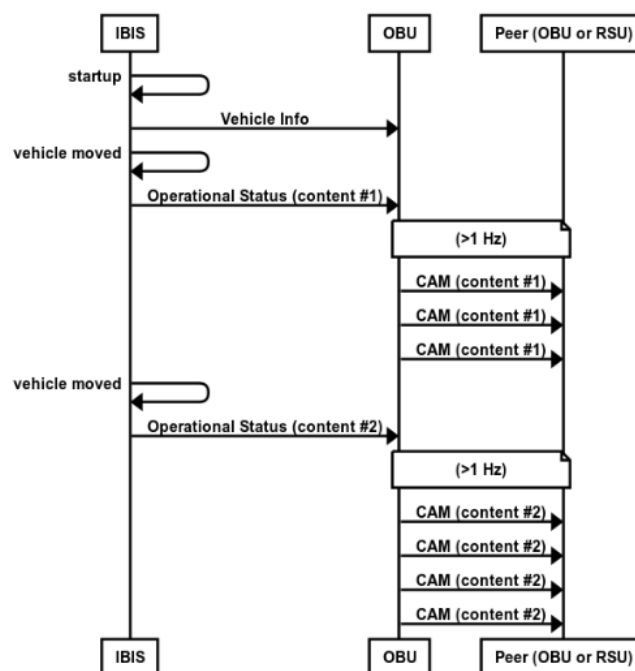 IBIS
OBU
Peer (OBU or RSU)
startup
Vehicle Info
vehicle moved
Operational Status (content #1)
(>1 Hz)
CAM (content #1)
CAM (content #1)
CAM (content #1)
vehicle moved
Operational Status (content #2)
(>1 Hz)
CAM (content #2)
CAM (content #2)
CAM (content #2)
CAM (content #2)
IBIS
OBU
Peer (OBU or RSU)